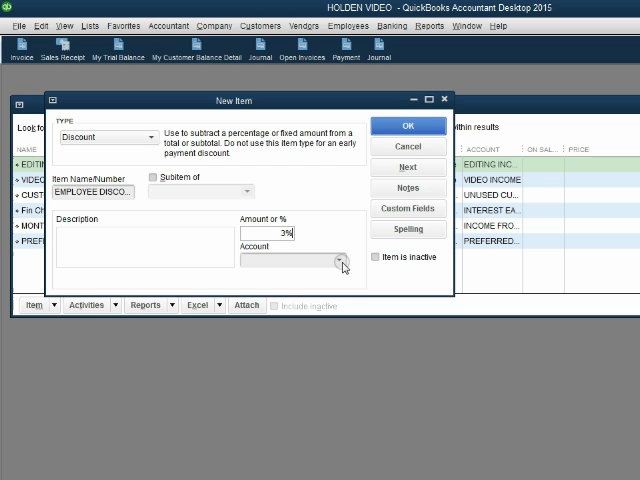 HOLDEN VIDEO - QuickBooks Accountant Desktop 2015
File Edit View Lists Favorites Accountant Company Customers Vendors Employees Banking Reports Window Help
Invoice Sales Receipt My Trial Balance My Customer Balance Detail Journal Open Invoices Payment Journal
New Item
TYPE
Discount
Use to subtract a percentage or fixed amount from a
total or subtotal. Do not use this item type for an early
payment discount.
Item Name/Number
Subitem of
EMPLOYEE DISCO...
Description
Amount or %
3%
Account
OK
Cancel
Next
Notes
Custom Fields
Spelling
Item is inactive
Look fo
within results
NAME ACCOUNT ON SAL... PRICE
EDITIN EDITING INC...
VIDEO VIDEO INCOME
CUST UNUSED CU...
Fin Ch INTEREST EA...
MONT INCOME FRO...
PREF PREFERRED...
Item Activities Reports Excel Attach Include inactive